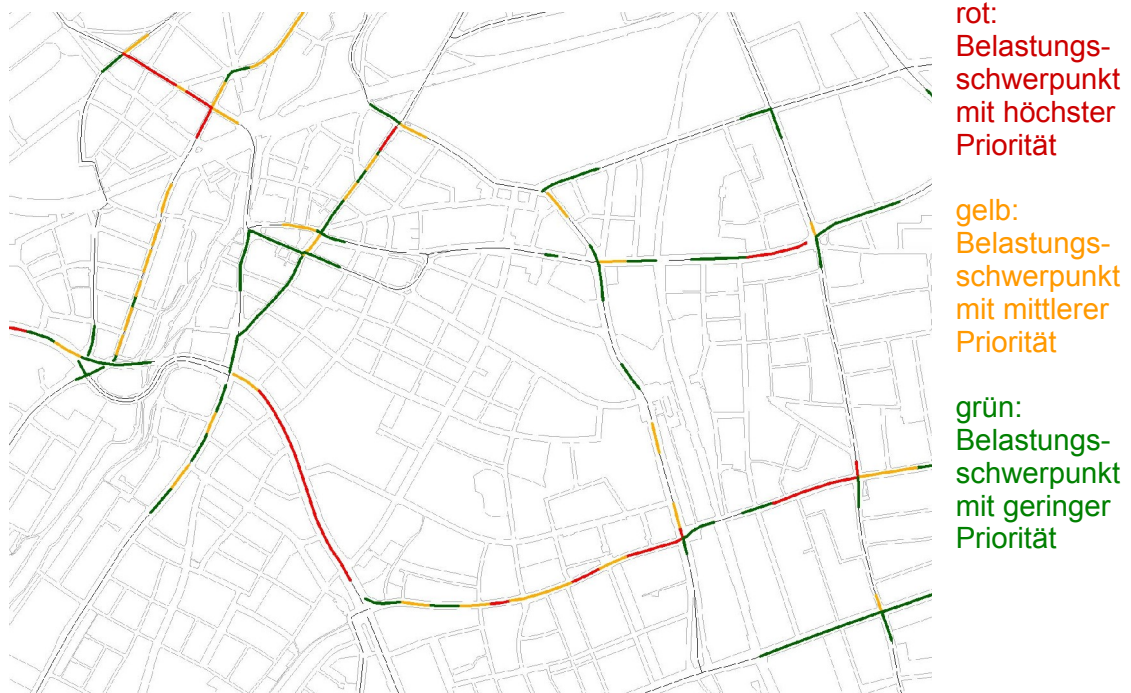 rot:
Belastungs-
schwerpunkt
mit höchster
Priorität
gelb:
Belastungs-
schwerpunkt
mit mittlerer
Priorität
grün:
Belastungs-
schwerpunkt
mit geringer
Priorität